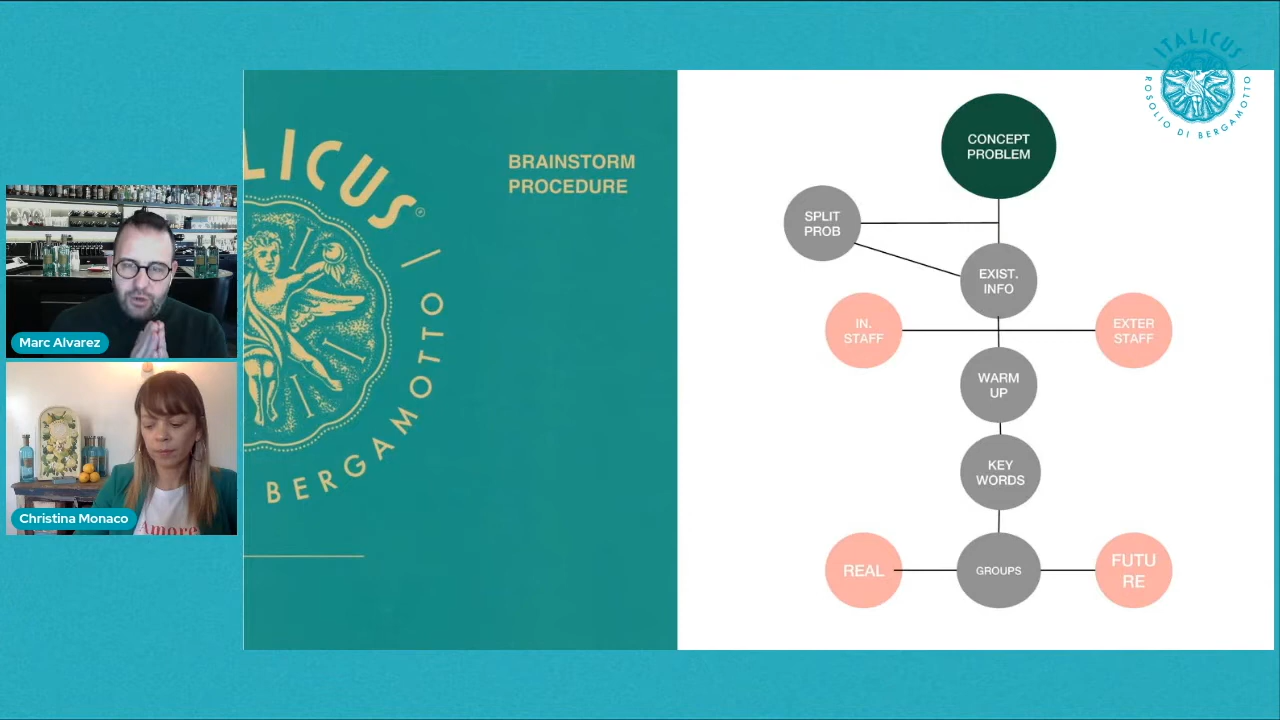 ITALICUS
ROSOLIO DI BERGAMOTTO
LICUS®
BERGAMOTTO
BRAINSTORM
PROCEDURE
CONCEPT
PROBLEM
SPLIT
PROB
EXIST.
INFO
IN.
STAFF
EXTER
STAFF
WARM
UP
KEY
WORDS
REAL
GROUPS
FUTU
RE
Marc Alvarez
Amore
Christina Monaco